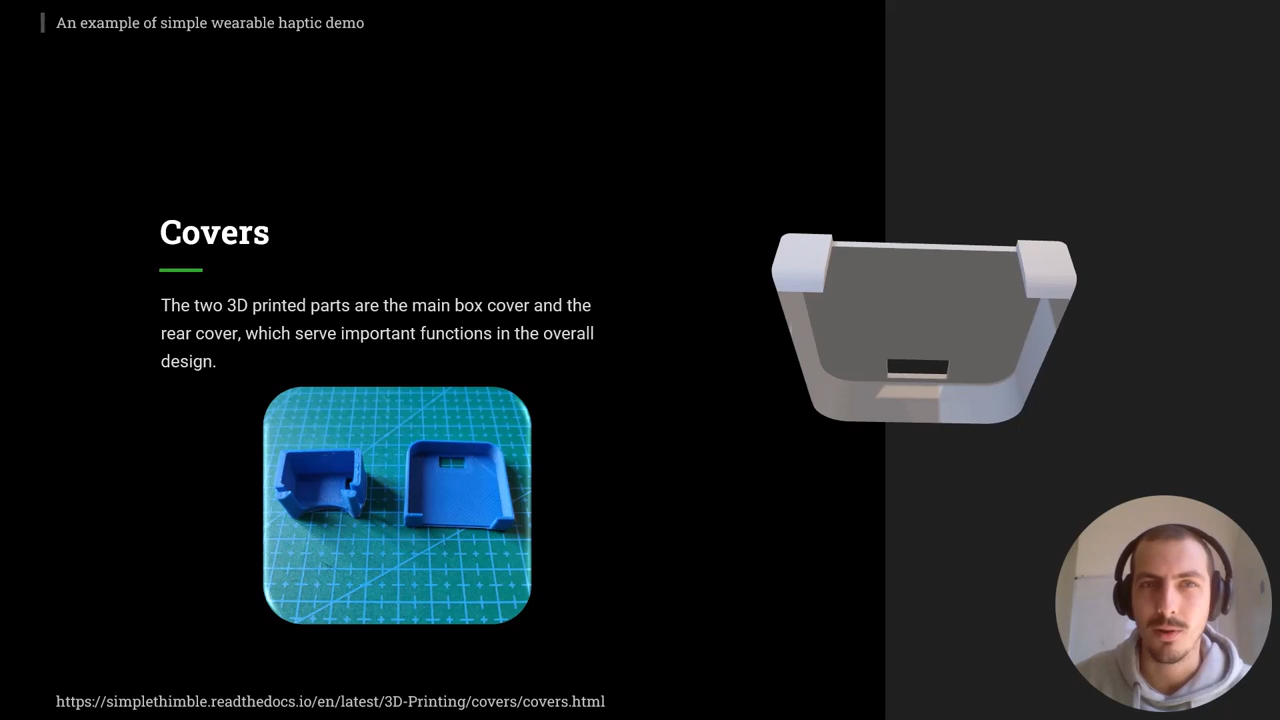 An example of simple wearable haptic demo
Covers
The two 3D printed parts are the main box cover and the
rear cover, which serve important functions in the overall
design.
https://simplethimble.readthedocs.io/en/latest/3D-Printing/covers/covers.html